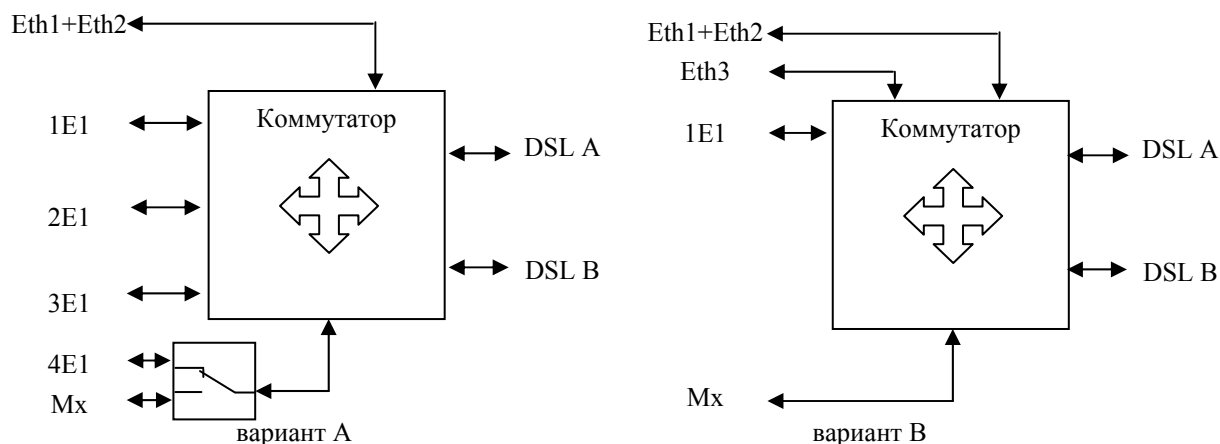 Eth1+Eth2
Коммутатор
1E1
2E1
3E1
4E1
Mx
DSL A
DSL B
вариант А
Eth1+Eth2
Eth3
1E1
Коммутатор
DSL A
DSL B
Mx
вариант В